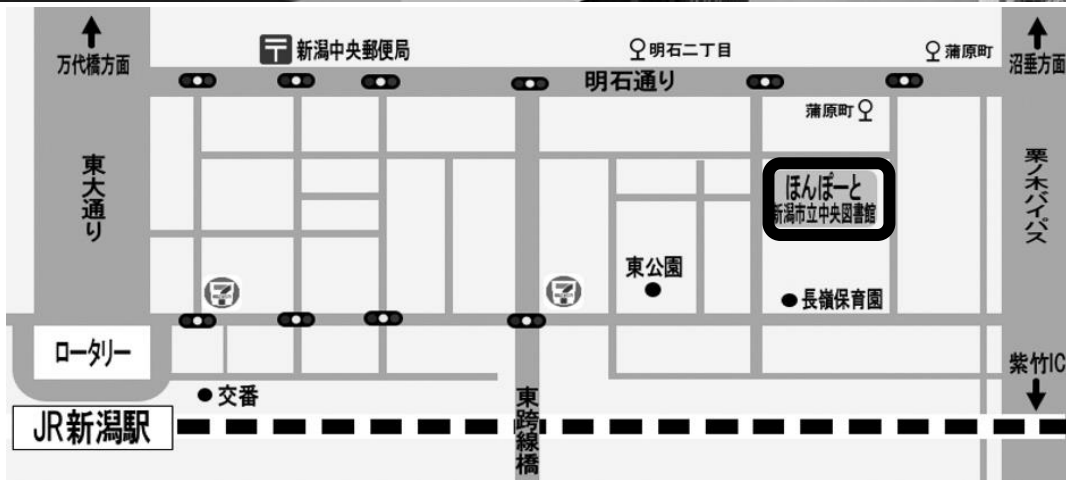 万代橋方面
新潟中央郵便局
明石二丁目
蒲原町
沼垂方面
明石通り
蒲原町
東大通り
栗ノ木バイパス
ほんぽーと
新潟市立中央図書館
東公園
長嶺保育園
ロータリー
紫竹IC
交番
東跨線橋
JR新潟駅